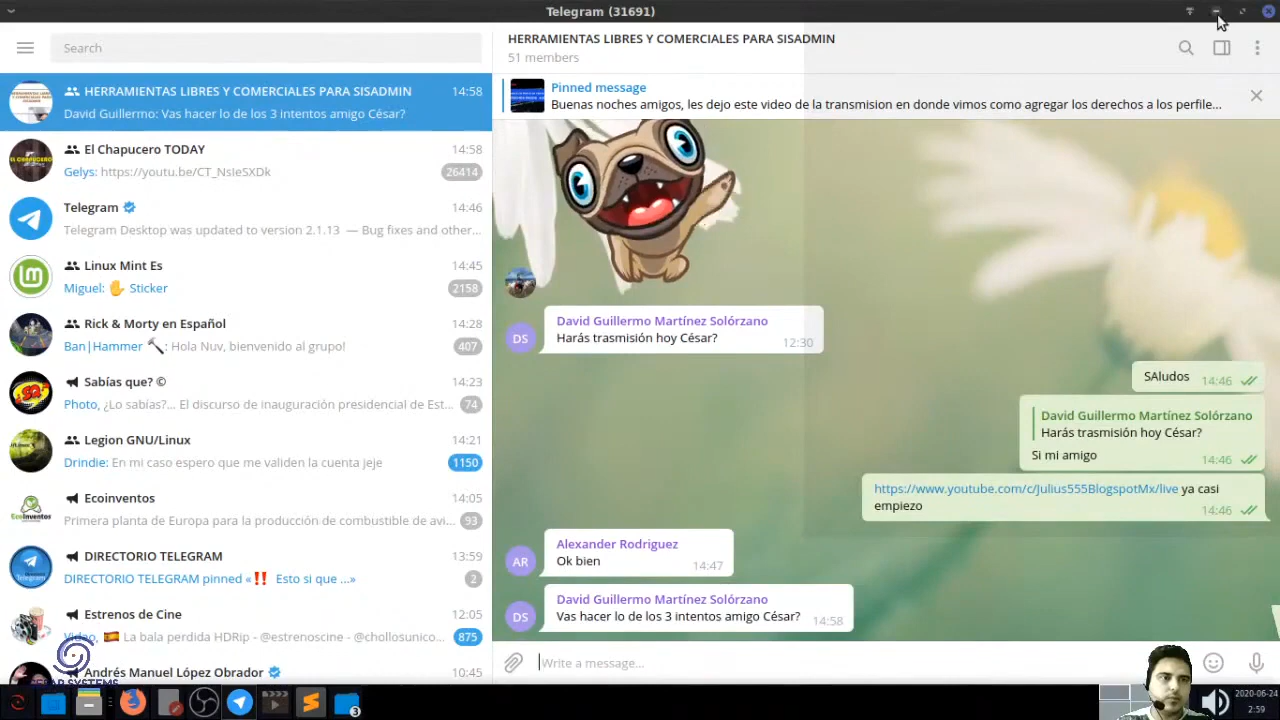 Telegram (31691)
Search
HERRAMIENTAS LIBRES Y COMERCIALES PARA SISADMIN 14:58
David Guillermo: Vas hacer lo de los 3 intentos amigo César?
El Chapucero TODAY 14:58
Gelys: https://youtu.be/CT_NsIeSXDk 26414
Telegram 14:46
Telegram Desktop was updated to version 2.1.13 — Bug fixes and other...
Linux Mint Es 14:45
Miguel: ✋ Sticker 2158
Rick & Morty en Español 14:28
Ban|Hammer 🔨: Hola Nuv, bienvenido al grupo! 407
Sabías que? © 14:23
Photo, ¿Lo sabías?... El discurso de inauguración presidencial de Est... 74
Legion GNU/Linux 14:21
Drindie: En mi caso espero que me validen la cuenta jeje 1150
Ecoinventos 14:05
Primera planta de Europa para la producción de combustible de avi... 93
DIRECTORIO TELEGRAM 13:59
DIRECTORIO TELEGRAM pinned «‼️ Esto si que ...» 2
Estrenos de Cine 12:05
Video, 🇪🇸 La bala perdida HDRip - @estrenoscine - @chollosunico... 875
Andrés Manuel López Obrador 10:45
HERRAMIENTAS LIBRES Y COMERCIALES PARA SISADMIN
51 members
Pinned message
Buenas noches amigos, les dejo este video de la transmision en donde vimos como agregar los derechos a los perfile...
David Guillermo Martínez Solórzano
Harás trasmisión hoy César? 12:30
SAludos 14:46
David Guillermo Martínez Solórzano
Harás trasmisión hoy César?
Si mi amigo 14:46
https://www.youtube.com/c/Julius555BlogspotMx/live ya casi
empiezo 14:46
Alexander Rodriguez
AR Ok bien 14:47
David Guillermo Martínez Solórzano
DS Vas hacer lo de los 3 intentos amigo César? 14:58
DS
Write a message...
3
2020-06-24
2:59